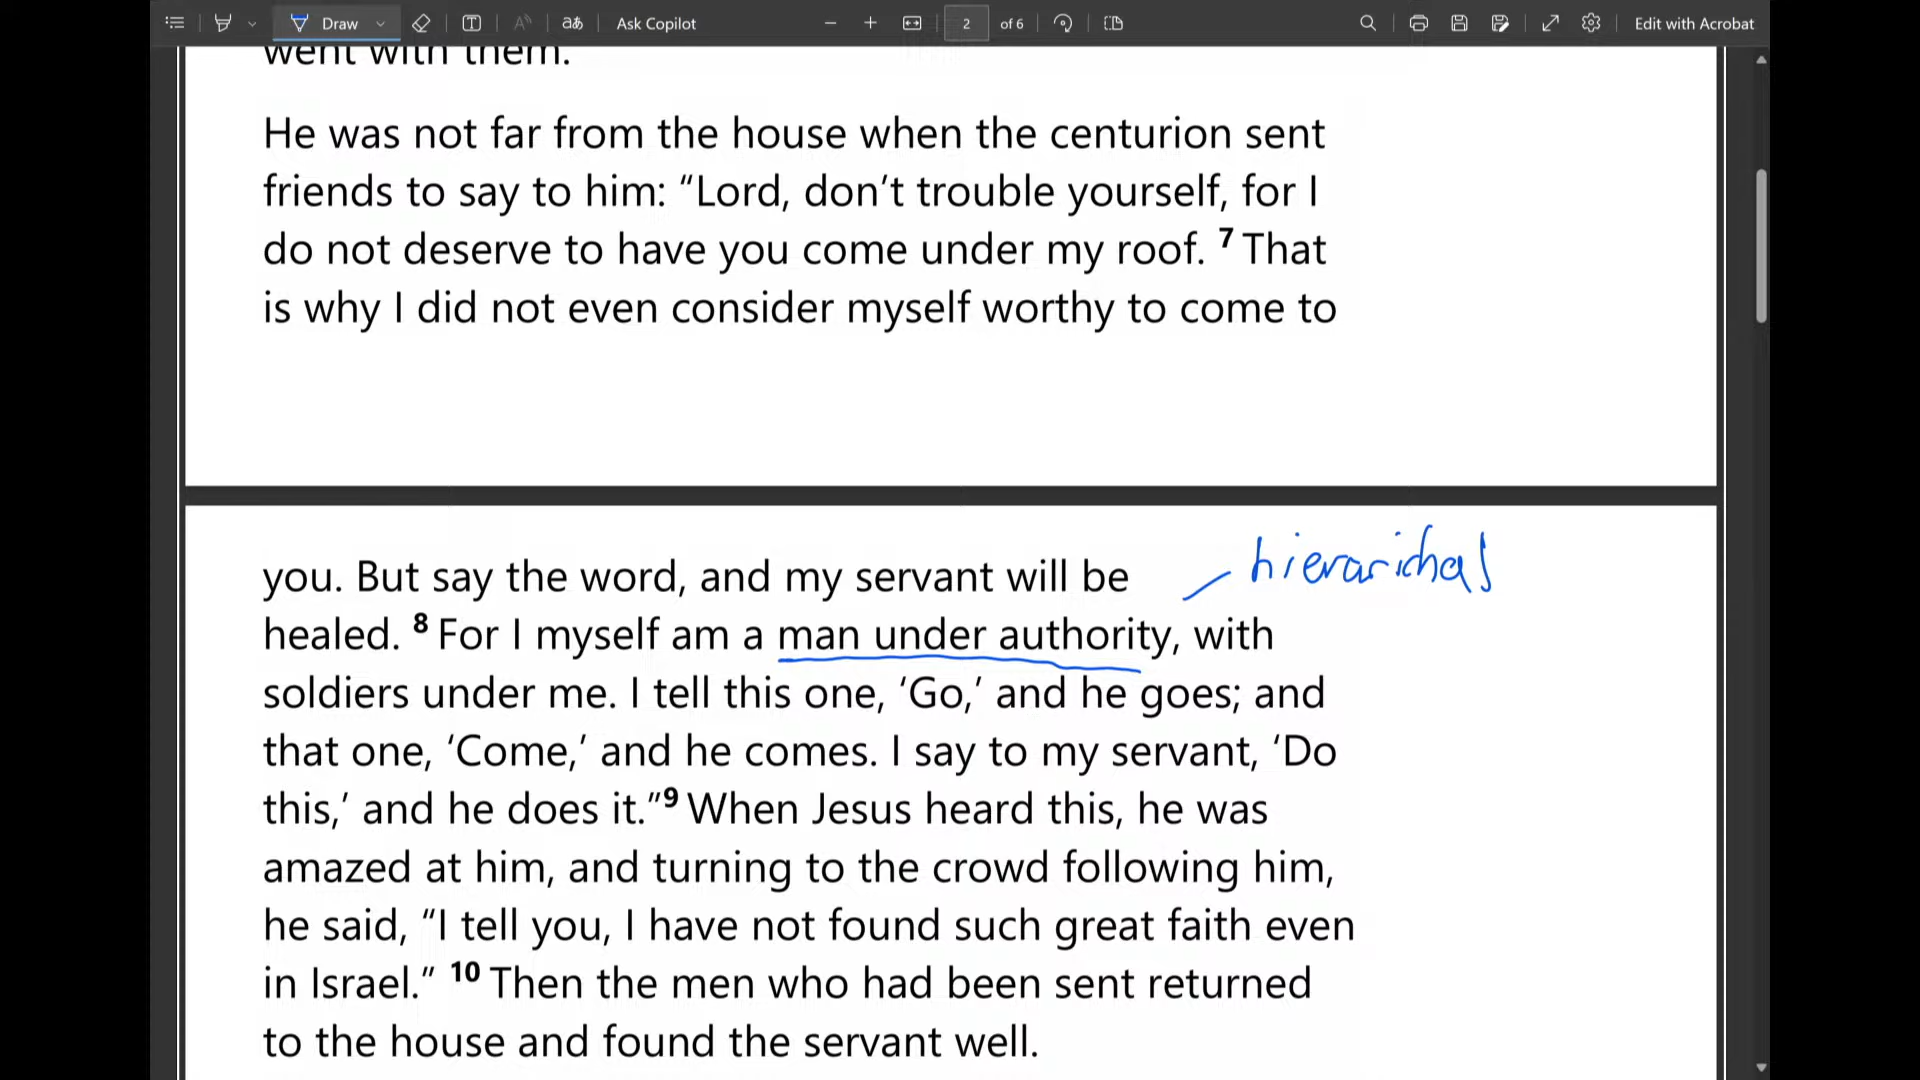 Draw
aあ
Ask Copilot
2 of 6
Edit with Acrobat
went with them.
He was not far from the house when the centurion sent
friends to say to him: “Lord, don’t trouble yourself, for I
do not deserve to have you come under my roof. 7 That
is why I did not even consider myself worthy to come to
hierarichal
you. But say the word, and my servant will be
healed. 8 For I myself am a man under authority, with
soldiers under me. I tell this one, ‘Go,’ and he goes; and
that one, ‘Come,’ and he comes. I say to my servant, ‘Do
this,’ and he does it.”9 When Jesus heard this, he was
amazed at him, and turning to the crowd following him,
he said, “I tell you, I have not found such great faith even
in Israel.” 10 Then the men who had been sent returned
to the house and found the servant well.